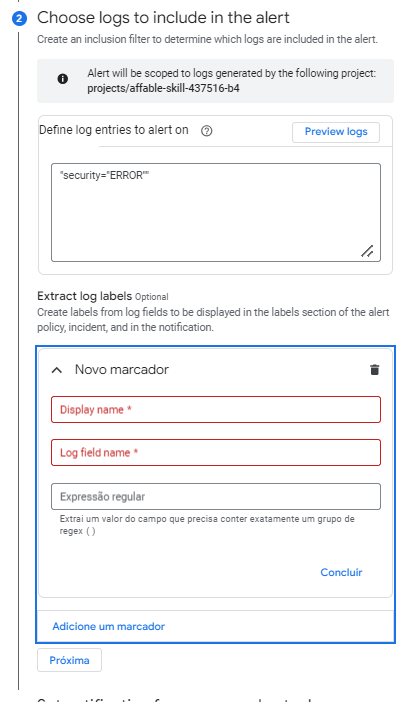 2
Choose logs to include in the alert
Create an inclusion filter to determine which logs are included in the alert.
Alert will be scoped to logs generated by the following project:
projects/affable-skill-437516-b4
Define log entries to alert on
Preview logs
"security="ERROR""
Extract log labels Optional
Create labels from log fields to be displayed in the labels section of the alert
policy, incident, and in the notification.
Novo marcador
Display name *
Log field name *
Expressão regular
Extrai um valor do campo que precisa conter exatamente um grupo de
regex ( )
Concluir
Adicione um marcador
Próxima